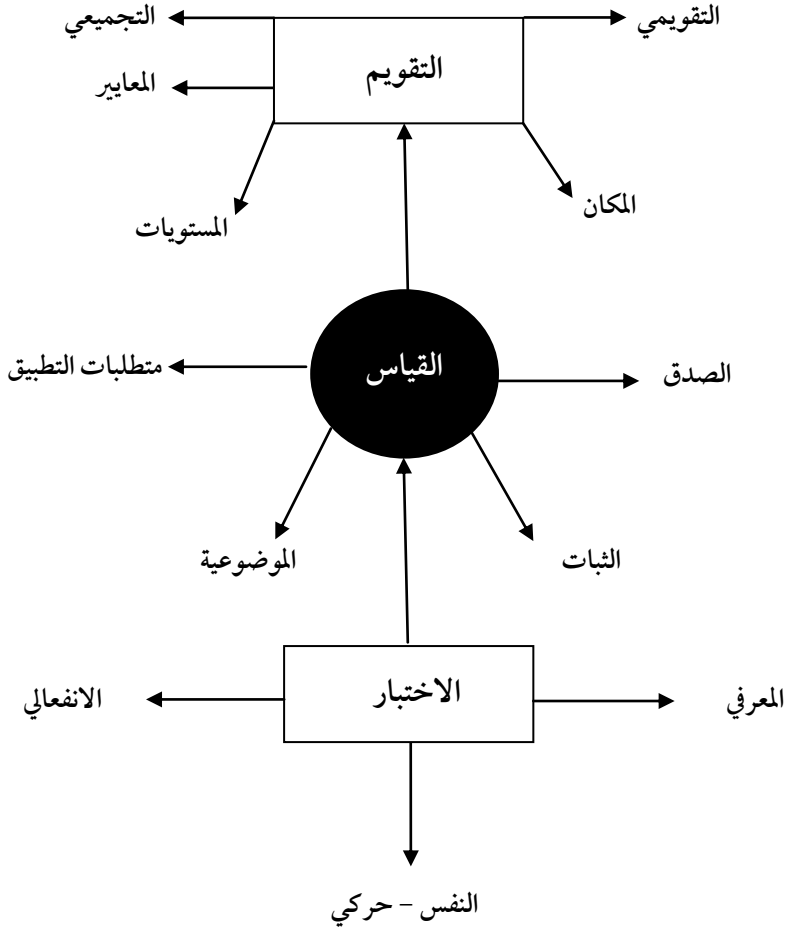 التقويمي
التجميعي
التقويم
المعايير
المكان
المستويات
القياس
الصدق
متطلبات التطبيق
الثبات
الموضوعية
الاختبار
المعرفي
الانفعالي
النفس – حركي